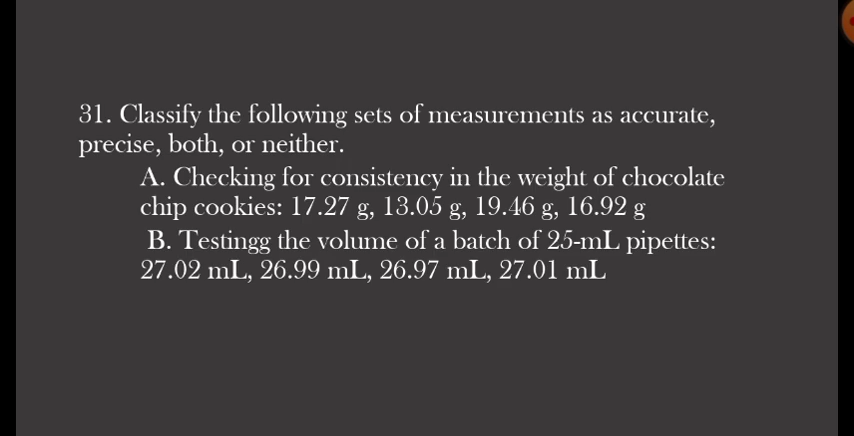 31. Classify the following sets of measurements as accurate,
precise, both, or neither.
A. Checking for consistency in the weight of chocolate
chip cookies: 17.27 g, 13.05 g, 19.46 g, 16.92 g
B. Testingg the volume of a batch of 25-mL pipettes:
27.02 mL, 26.99 mL, 26.97 mL, 27.01 mL